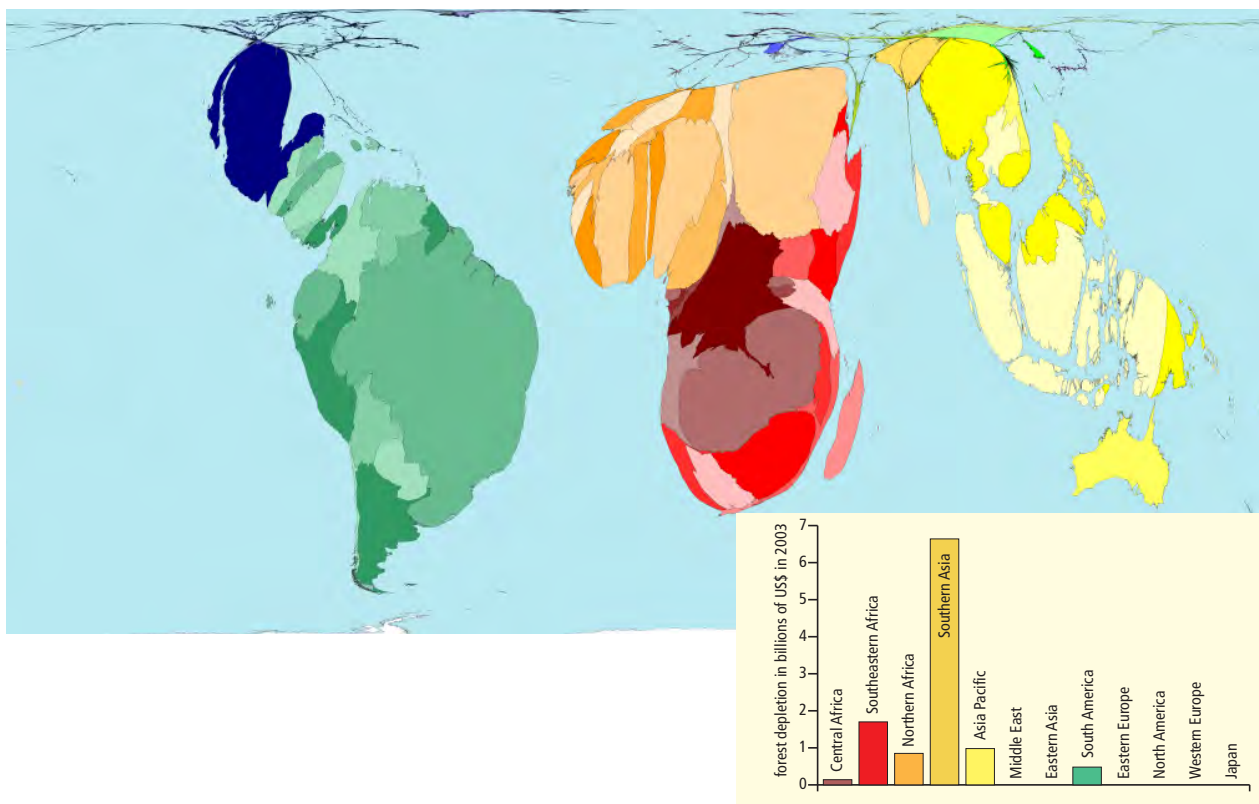 forest depletion in billions of US$ in 2003
7
6
5
4
3
2
1
0
Central Africa
Southeastern Africa
Northern Africa
Southern Asia
Asia Pacific
Middle East
Eastern Asia
South America
Eastern Europe
North America
Western Europe
Japan